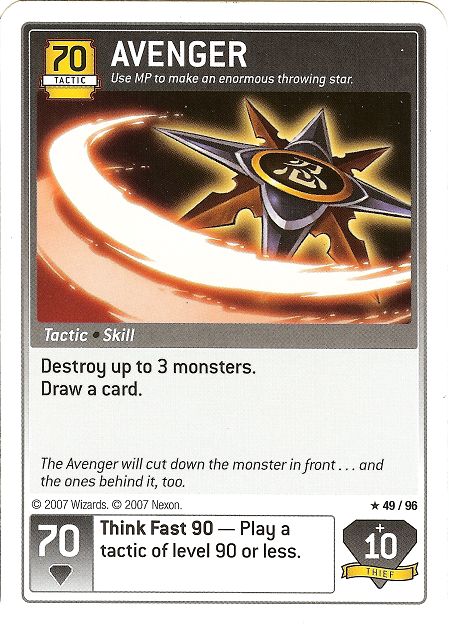 70
TACTIC
AVENGER
Use MP to make an enormous throwing star.
忍
Tactic • Skill
Destroy up to 3 monsters.
Draw a card.
The Avenger will cut down the monster in front . . . and
the ones behind it, too.
© 2007 Wizards. © 2007 Nexon.
★ 49 / 96
70
Think Fast 90 — Play a
tactic of level 90 or less.
+
10
THIEF